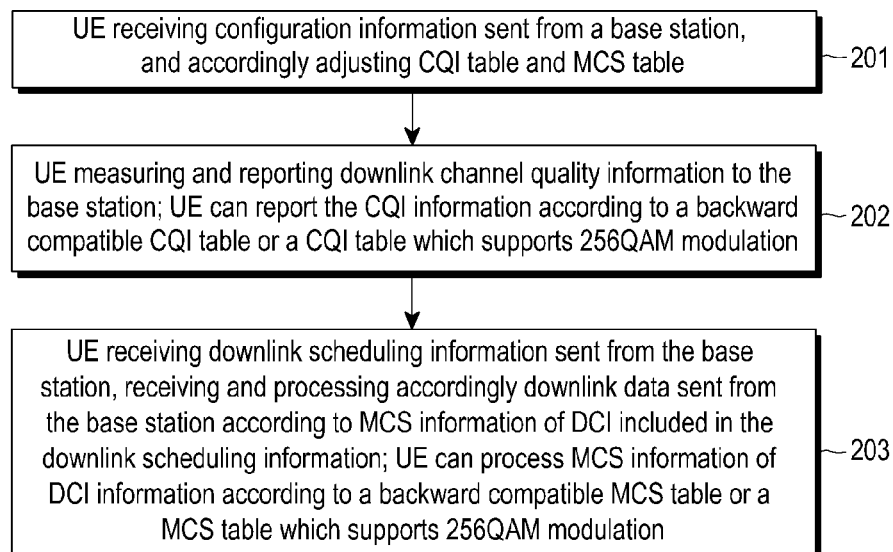 UE receiving configuration information sent from a base station,
and accordingly adjusting CQI table and MCS table
201
UE measuring and reporting downlink channel quality information to the
base station; UE can report the CQI information according to a backward
compatible CQI table or a CQI table which supports 256QAM modulation
202
UE receiving downlink scheduling information sent from the base
station, receiving and processing accordingly downlink data sent from
the base station according to MCS information of DCI included in the
downlink scheduling information; UE can process MCS information of
DCI information according to a backward compatible MCS table or a
MCS table which supports 256QAM modulation
203